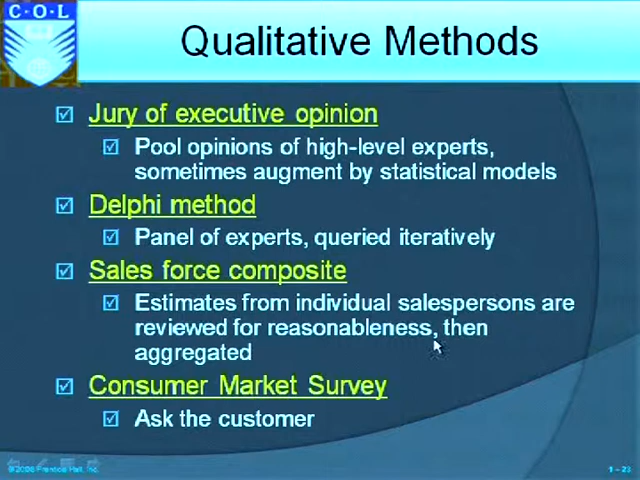 C·O·L
Qualitative Methods
Jury of executive opinion
Pool opinions of high-level experts,
sometimes augment by statistical models
Delphi method
Panel of experts, queried iteratively
Sales force composite
Estimates from individual salespersons are
reviewed for reasonableness, then
aggregated
Consumer Market Survey
Ask the customer
© 2008 Prentice Hall, Inc.
1 – 23